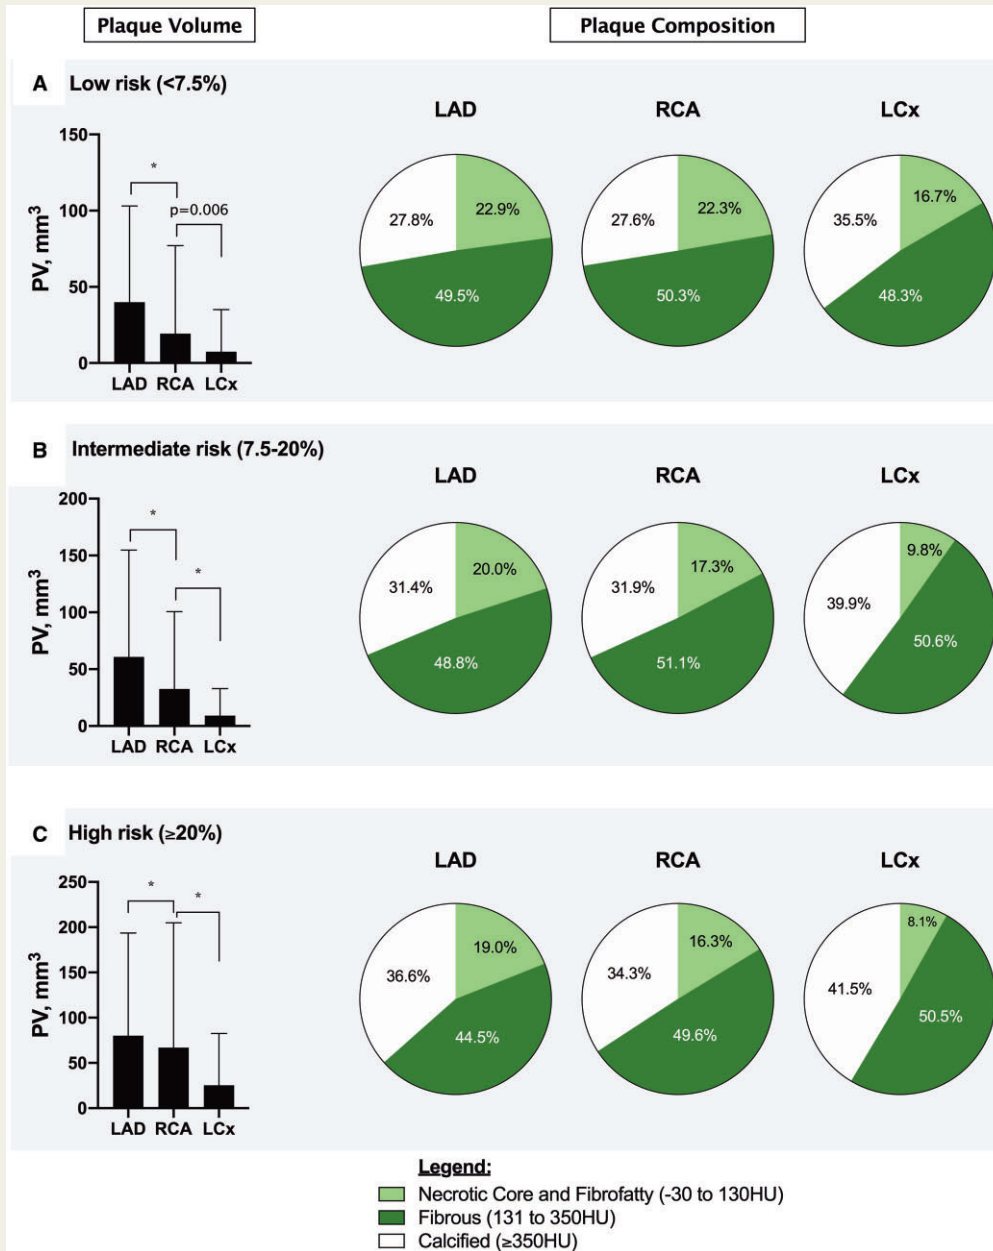 Plaque Volume
Plaque Composition
A Low risk (<7.5%)
LAD
RCA
LCx
150
100
50
0
PV, mm³
*
p=0.006
LAD RCA LCx
27.8% 22.9%
49.5%
27.6% 22.3%
50.3%
35.5% 16.7%
48.3%
B Intermediate risk (7.5-20%)
LAD
RCA
LCx
200
150
100
50
0
PV, mm³
*
*
LAD RCA LCx
31.4% 20.0%
48.8%
31.9% 17.3%
51.1%
39.9% 9.8%
50.6%
C High risk (≥20%)
LAD
RCA
LCx
250
200
150
100
50
0
PV, mm³
*
*
LAD RCA LCx
36.6% 19.0%
44.5%
34.3% 16.3%
49.6%
41.5% 8.1%
50.5%
Legend:
Necrotic Core and Fibrofatty (-30 to 130HU)
Fibrous (131 to 350HU)
Calcified (≥350HU)